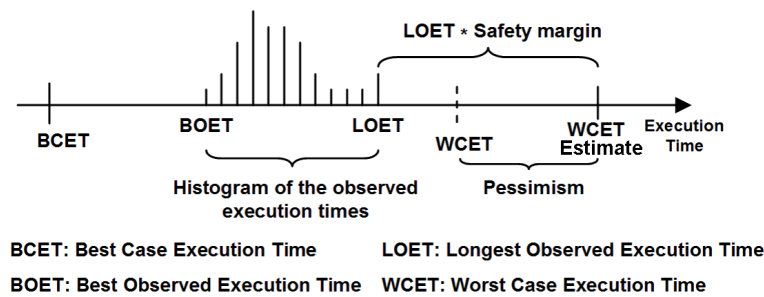 LOET * Safety margin
BCET
BOET
LOET
WCET
WCET
Estimate
Execution
Time
Histogram of the observed
execution times
Pessimism
BCET: Best Case Execution Time
LOET: Longest Observed Execution Time
BOET: Best Observed Execution Time
WCET: Worst Case Execution Time